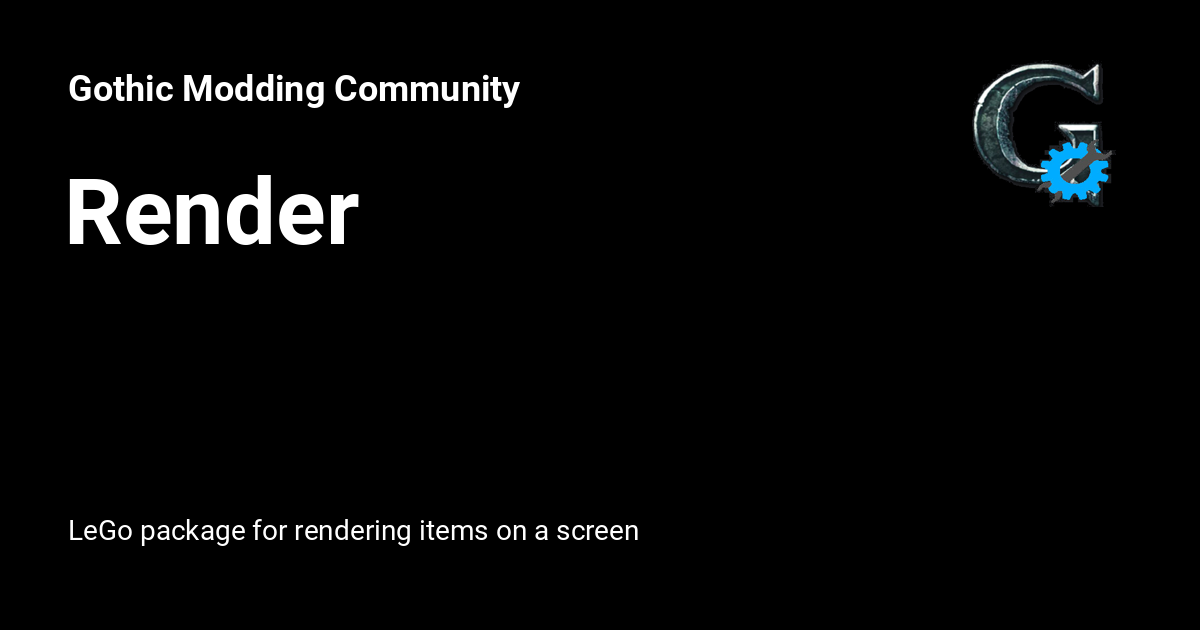 Gothic Modding Community
Render
LeGo package for rendering items on a screen